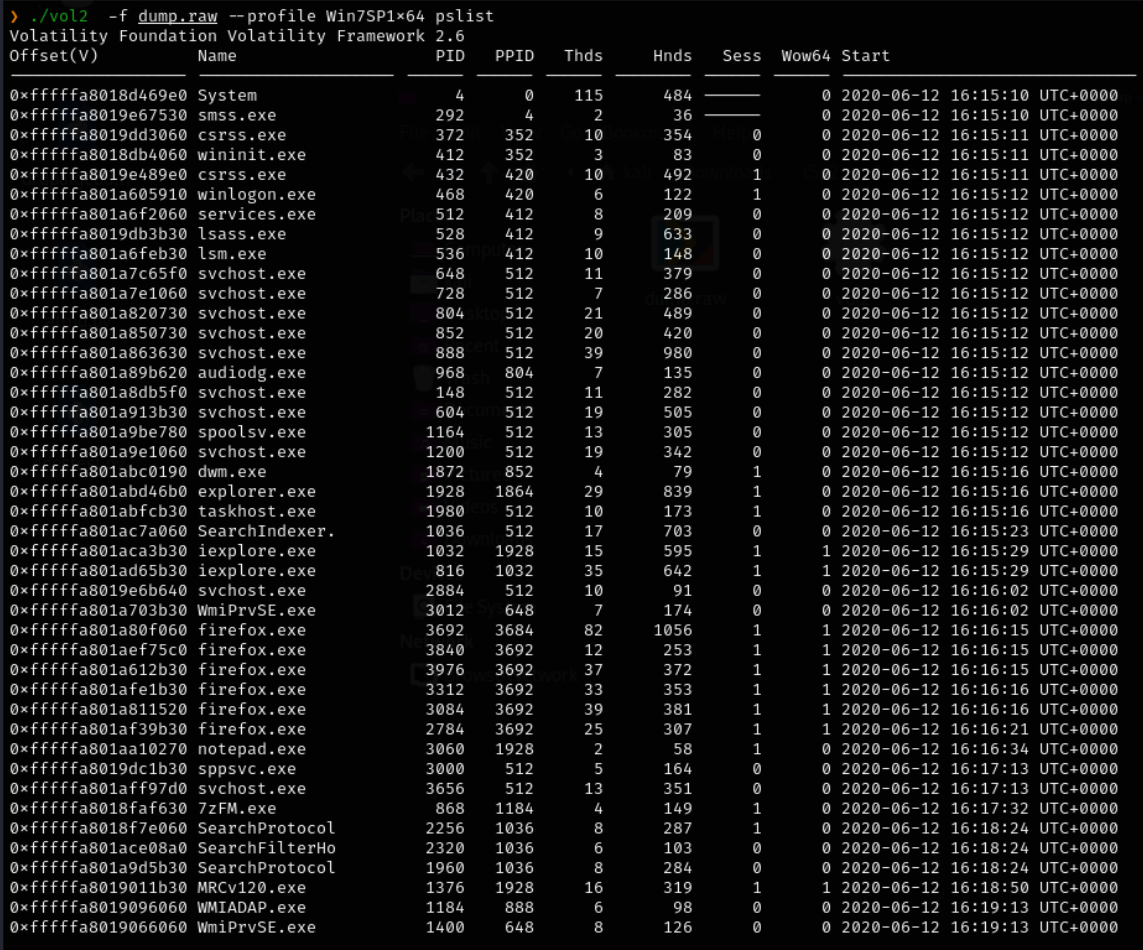 ❯ ./vol2 -f dump.raw --profile Win7SP1×64 pslist
Volatility Foundation Volatility Framework 2.6
Offset(V) Name PID PPID Thds Hnds Sess Wow64 Start
0×fffffa8018d469e0 System 4 0 115 484 ------ 0 2020-06-12 16:15:10 UTC+0000
0×fffffa8019e67530 smss.exe 292 4 2 36 ------ 0 2020-06-12 16:15:10 UTC+0000
0×fffffa8019dd3060 csrss.exe 372 352 10 354 0 0 2020-06-12 16:15:11 UTC+0000
0×fffffa8018db4060 wininit.exe 412 352 3 83 0 0 2020-06-12 16:15:11 UTC+0000
0×fffffa8019e489e0 csrss.exe 432 420 10 492 1 0 2020-06-12 16:15:11 UTC+0000
0×fffffa801a605910 winlogon.exe 468 420 6 122 1 0 2020-06-12 16:15:12 UTC+0000
0×fffffa801a6f2060 services.exe 512 412 8 209 0 0 2020-06-12 16:15:12 UTC+0000
0×fffffa8019db3b30 lsass.exe 528 412 9 633 0 0 2020-06-12 16:15:12 UTC+0000
0×fffffa801a6feb30 lsm.exe 536 412 10 148 0 0 2020-06-12 16:15:12 UTC+0000
0×fffffa801a7c65f0 svchost.exe 648 512 11 379 0 0 2020-06-12 16:15:12 UTC+0000
0×fffffa801a7e1060 svchost.exe 728 512 7 286 0 0 2020-06-12 16:15:12 UTC+0000
0×fffffa801a820730 svchost.exe 804 512 21 489 0 0 2020-06-12 16:15:12 UTC+0000
0×fffffa801a850730 svchost.exe 852 512 20 420 0 0 2020-06-12 16:15:12 UTC+0000
0×fffffa801a863630 svchost.exe 888 512 39 980 0 0 2020-06-12 16:15:12 UTC+0000
0×fffffa801a89b620 audiodg.exe 968 804 7 135 0 0 2020-06-12 16:15:12 UTC+0000
0×fffffa801a8db5f0 svchost.exe 148 512 11 282 0 0 2020-06-12 16:15:12 UTC+0000
0×fffffa801a913b30 svchost.exe 604 512 19 505 0 0 2020-06-12 16:15:12 UTC+0000
0×fffffa801a9be780 spoolsv.exe 1164 512 13 305 0 0 2020-06-12 16:15:12 UTC+0000
0×fffffa801a9e1060 svchost.exe 1200 512 19 342 0 0 2020-06-12 16:15:12 UTC+0000
0×fffffa801abc0190 dwm.exe 1872 852 4 79 1 0 2020-06-12 16:15:16 UTC+0000
0×fffffa801abd46b0 explorer.exe 1928 1864 29 839 1 0 2020-06-12 16:15:16 UTC+0000
0×fffffa801abfcb30 taskhost.exe 1980 512 10 173 1 0 2020-06-12 16:15:16 UTC+0000
0×fffffa801ac7a060 SearchIndexer. 1036 512 17 703 0 0 2020-06-12 16:15:23 UTC+0000
0×fffffa801aca3b30 iexplore.exe 1032 1928 15 595 1 1 2020-06-12 16:15:29 UTC+0000
0×fffffa801ad65b30 iexplore.exe 816 1032 35 642 1 1 2020-06-12 16:15:29 UTC+0000
0×fffffa8019e6b640 svchost.exe 2884 512 10 91 0 0 2020-06-12 16:16:02 UTC+0000
0×fffffa801a703b30 WmiPrvSE.exe 3012 648 7 174 0 0 2020-06-12 16:16:02 UTC+0000
0×fffffa801a80f060 firefox.exe 3692 3684 82 1056 1 1 2020-06-12 16:16:15 UTC+0000
0×fffffa801aef75c0 firefox.exe 3840 3692 12 253 1 1 2020-06-12 16:16:15 UTC+0000
0×fffffa801a612b30 firefox.exe 3976 3692 37 372 1 1 2020-06-12 16:16:15 UTC+0000
0×fffffa801afe1b30 firefox.exe 3312 3692 33 353 1 1 2020-06-12 16:16:16 UTC+0000
0×fffffa801a811520 firefox.exe 3084 3692 39 381 1 1 2020-06-12 16:16:16 UTC+0000
0×fffffa801af39b30 firefox.exe 2784 3692 25 307 1 1 2020-06-12 16:16:21 UTC+0000
0×fffffa801aa10270 notepad.exe 3060 1928 2 58 1 0 2020-06-12 16:16:34 UTC+0000
0×fffffa8019dc1b30 sppsvc.exe 3000 512 5 164 0 0 2020-06-12 16:17:13 UTC+0000
0×fffffa801aff97d0 svchost.exe 3656 512 13 351 0 0 2020-06-12 16:17:13 UTC+0000
0×fffffa8018faf630 7zFM.exe 868 1184 4 149 1 0 2020-06-12 16:17:32 UTC+0000
0×fffffa8018f7e060 SearchProtocol 2256 1036 8 287 1 0 2020-06-12 16:18:24 UTC+0000
0×fffffa801ace08a0 SearchFilterHo 2320 1036 6 103 0 0 2020-06-12 16:18:24 UTC+0000
0×fffffa801a9d5b30 SearchProtocol 1960 1036 8 284 0 0 2020-06-12 16:18:24 UTC+0000
0×fffffa8019011b30 MRCv120.exe 1376 1928 16 319 1 1 2020-06-12 16:18:50 UTC+0000
0×fffffa8019096060 WMIADAP.exe 1184 888 6 98 0 0 2020-06-12 16:19:13 UTC+0000
0×fffffa8019066060 WmiPrvSE.exe 1400 648 8 126 0 0 2020-06-12 16:19:13 UTC+0000